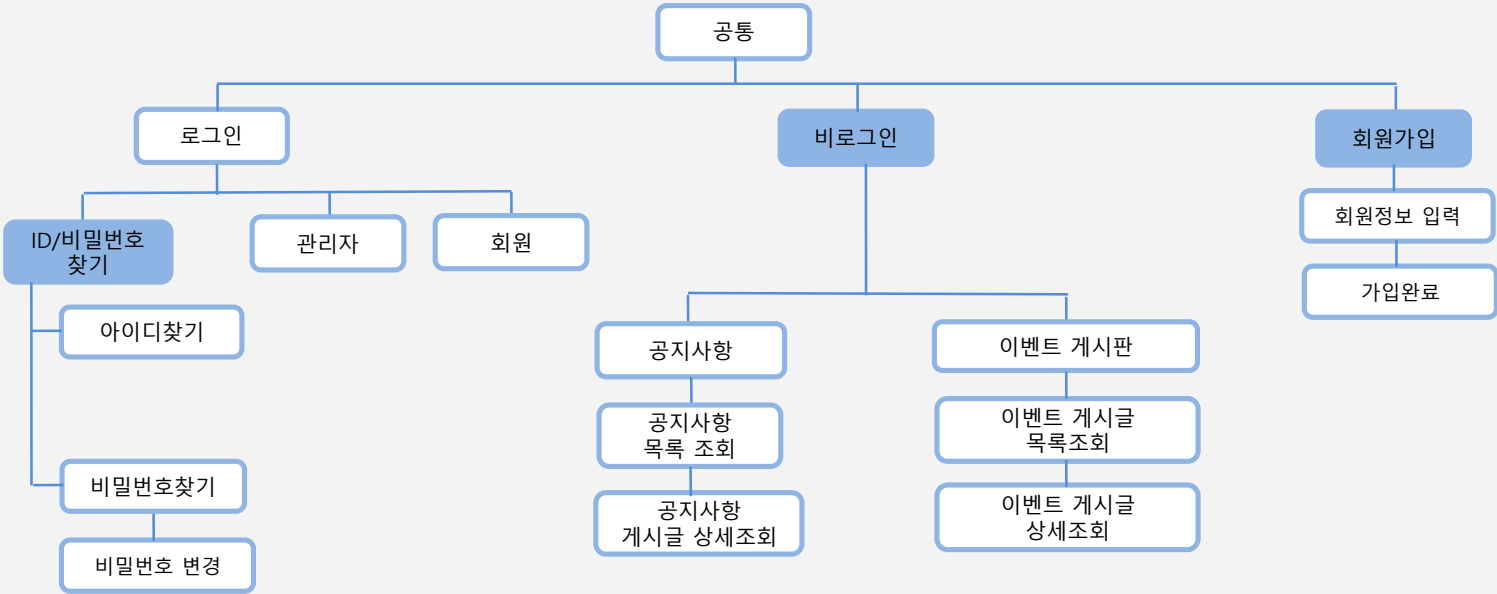 공통
로그인
비로그인
회원가입
ID/비밀번호
찾기
관리자
회원
아이디찾기
비밀번호찾기
비밀번호 변경
공지사항
공지사항
목록 조회
공지사항
게시글 상세조회
이벤트 게시판
이벤트 게시글
목록조회
이벤트 게시글
상세조회
회원정보 입력
가입완료